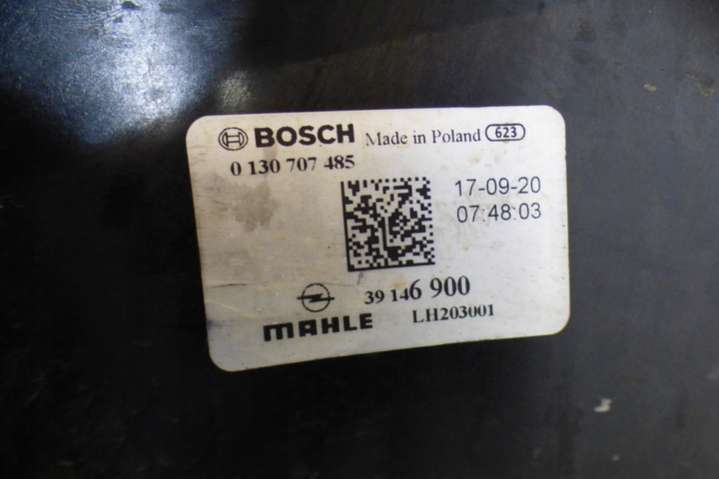 BOSCH Made in Poland 623
0 130 707 485
17-09-20
07:48:03
39 146 900
MAHLE LH203001